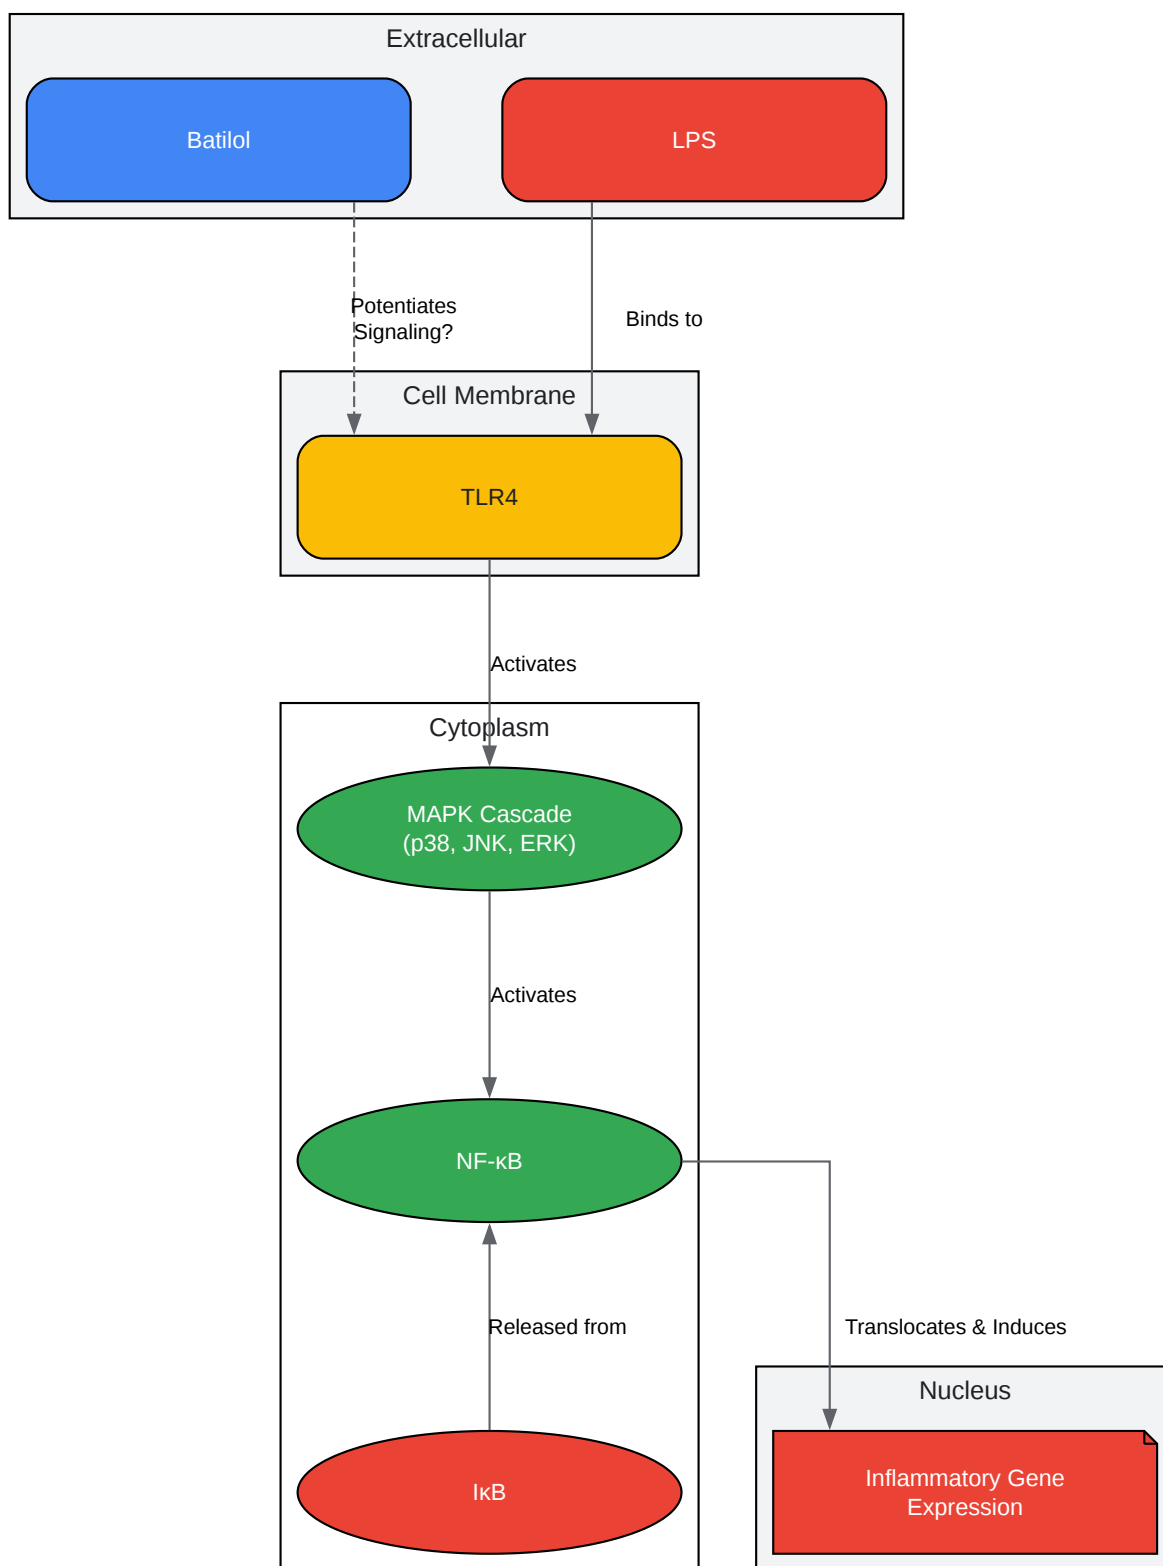 Extracellular
Batilol
LPS
Potentiates
Signaling?
Binds to
Cell Membrane
TLR4
Activates
Cytoplasm
MAPK Cascade
(p38, JNK, ERK)
Activates
NF-κB
Released from
Translocates & Induces
Nucleus
IκB
Inflammatory Gene
Expression